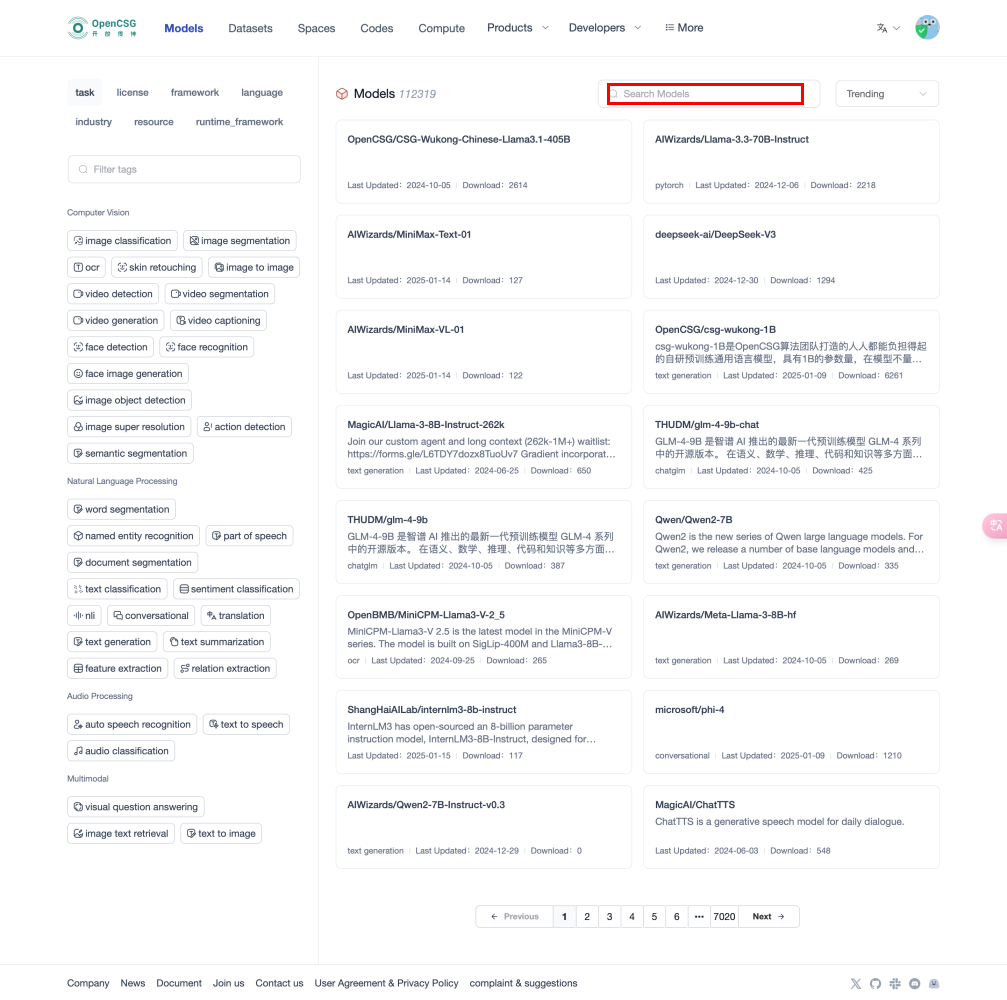 OpenCSG
开放传神
Models
Datasets
Spaces
Codes
Compute
Products
Developers
More
task
license
framework
language
industry
resource
runtime_framework
Filter tags
Computer Vision
image classification
image segmentation
ocr
skin retouching
image to image
video detection
video segmentation
video generation
video captioning
face detection
face recognition
face image generation
image object detection
image super resolution
action detection
semantic segmentation
Natural Language Processing
word segmentation
named entity recognition
part of speech
document segmentation
text classification
sentiment classification
nli
conversational
translation
text generation
text summarization
feature extraction
relation extraction
Audio Processing
auto speech recognition
text to speech
audio classification
Multimodal
visual question answering
image text retrieval
text to image
Models 112319
Search Models
Trending
OpenCSG/CSG-Wukong-Chinese-Llama3.1-405B
Last Updated: 2024-10-05 Download: 2614
AIWizards/Llama-3.3-70B-Instruct
pytorch Last Updated: 2024-12-06 Download: 2218
AIWizards/MiniMax-Text-01
Last Updated: 2025-01-14 Download: 127
deepseek-ai/DeepSeek-V3
Last Updated: 2024-12-30 Download: 1294
AIWizards/MiniMax-VL-01
Last Updated: 2025-01-14 Download: 122
OpenCSG/csg-wukong-1B
csg-wukong-1B是OpenCSG算法团队打造的人人都能负担得起
的自研预训练通用语言模型，具有1B的参数量，在模型不量…
text generation Last Updated: 2025-01-09 Download: 6261
MagicAI/Llama-3-8B-Instruct-262k
Join our custom agent and long context (262k-1M+) waitlist:
https://forms.gle/L6TDY7dozx8TuoUv7 Gradient incorporat…
text generation Last Updated: 2024-06-25 Download: 650
THUDM/glm-4-9b-chat
GLM-4-9B 是智谱 AI 推出的最新一代预训练模型 GLM-4 系列
中的开源版本。 在语义、数学、推理、代码和知识等多方面…
chatglm Last Updated: 2024-10-05 Download: 425
THUDM/glm-4-9b
GLM-4-9B 是智谱 AI 推出的最新一代预训练模型 GLM-4 系列
中的开源版本。 在语义、数学、推理、代码和知识等多方面…
chatglm Last Updated: 2024-10-05 Download: 387
Qwen/Qwen2-7B
Qwen2 is the new series of Qwen large language models. For
Qwen2, we release a number of base language models and…
text generation Last Updated: 2024-10-05 Download: 335
OpenBMB/MiniCPM-Llama3-V-2_5
MiniCPM-Llama3-V 2.5 is the latest model in the MiniCPM-V
series. The model is built on SigLip-400M and Llama3-8B-…
ocr Last Updated: 2024-09-25 Download: 265
AIWizards/Meta-Llama-3-8B-hf
text generation Last Updated: 2024-10-05 Download: 269
ShangHaiAILab/internlm3-8b-instruct
InternLM3 has open-sourced an 8-billion parameter
instruction model, InternLM3-8B-Instruct, designed for…
Last Updated: 2025-01-15 Download: 117
microsoft/phi-4
conversational Last Updated: 2025-01-09 Download: 1210
AIWizards/Qwen2-7B-Instruct-v0.3
text generation Last Updated: 2024-12-29 Download: 0
MagicAI/ChatTTS
ChatTTS is a generative speech model for daily dialogue.
Last Updated: 2024-06-03 Download: 548
← Previous 1 2 3 4 5 6 ••• 7020 Next →
Company
News
Document
Join us
Contact us
User Agreement & Privacy Policy
complaint & suggestions